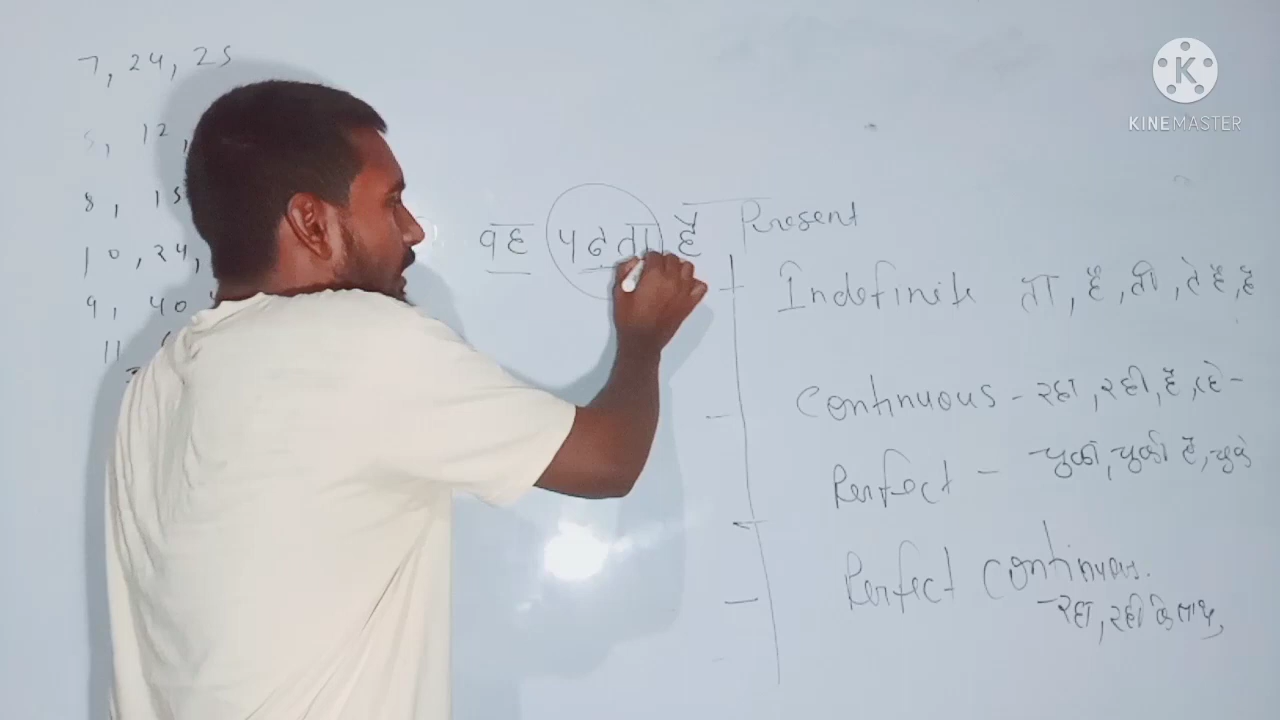 7, 24, 25
5, 12,
8, 15
10, 24,
9, 40
11
वह पढता है
Present
Indefinite ता, है, ती, ते है, है
Continuous - रहा, रही, है, रहे -
Perfect - चुका, चुकी है, चुके
Perfect Continuous.
- रहा, रही के साथ,
KINEMASTER